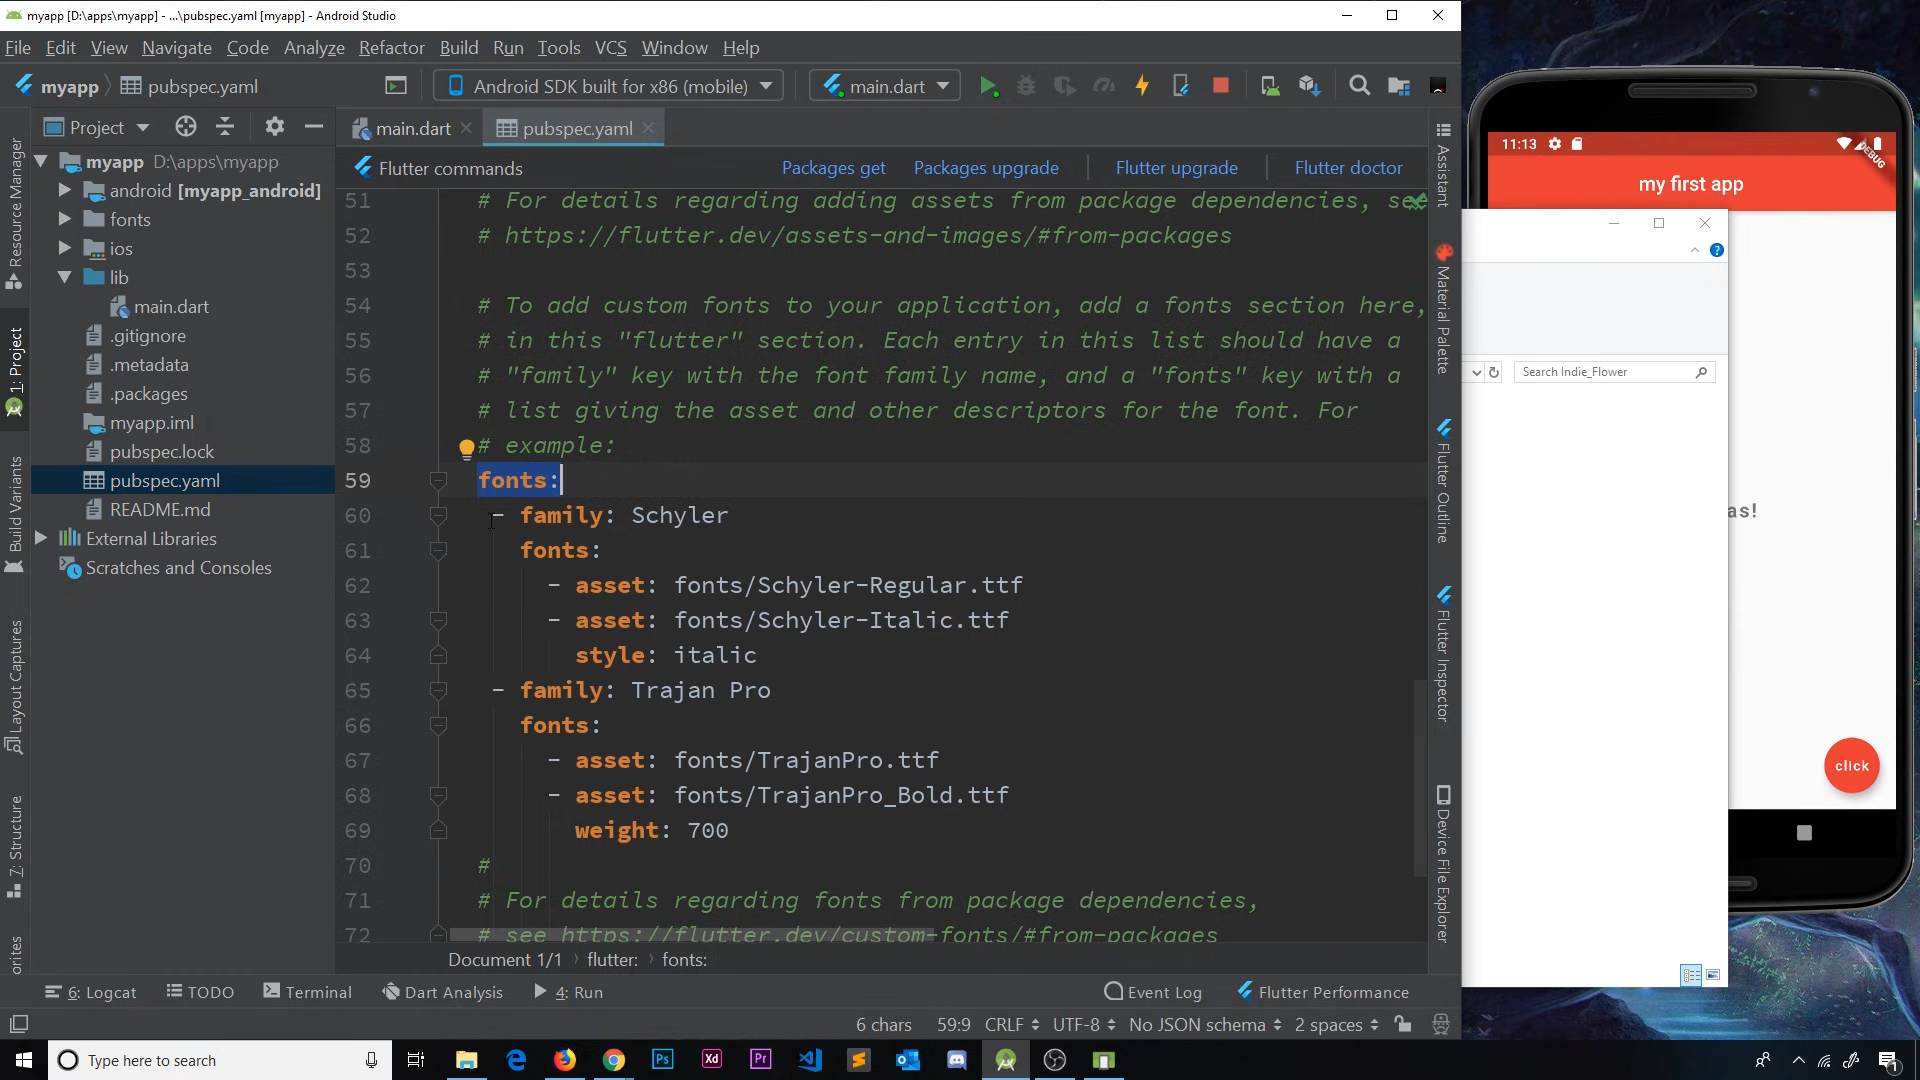 myapp [D:\apps\myapp] - ...\pubspec.yaml [myapp] - Android Studio
File Edit View Navigate Code Analyze Refactor Build Run Tools VCS Window Help
myapp pubspec.yaml Android SDK built for x86 (mobile) main.dart
Project main.dart pubspec.yaml
Flutter commands Packages get Packages upgrade Flutter upgrade Flutter doctor
myapp D:\apps\myapp
android [myapp_android]
fonts
ios
lib
main.dart
.gitignore
.metadata
.packages
myapp.iml
pubspec.lock
pubspec.yaml
README.md
External Libraries
Scratches and Consoles
Resource Manager
1: Project
Build Variants
Layout Captures
7: Structure
51 # For details regarding adding assets from package dependencies, see
52 # https://flutter.dev/assets-and-images/#from-packages
53
54 # To add custom fonts to your application, add a fonts section here,
55 # in this "flutter" section. Each entry in this list should have a
56 # "family" key with the font family name, and a "fonts" key with a
57 # list giving the asset and other descriptors for the font. For
58 # example:
59 fonts:
60 - family: Schyler
61 fonts:
62 - asset: fonts/Schyler-Regular.ttf
63 - asset: fonts/Schyler-Italic.ttf
64 style: italic
65 - family: Trajan Pro
66 fonts:
67 - asset: fonts/TrajanPro.ttf
68 - asset: fonts/TrajanPro_Bold.ttf
69 weight: 700
70 #
71 # For details regarding fonts from package dependencies,
72 # see https://flutter.dev/custom-fonts/#from-packages
Document 1/1 › flutter: › fonts:
Assistant
Material Palette
Flutter Outline
Flutter Inspector
Device File Explorer
6: Logcat TODO Terminal Dart Analysis 4: Run Event Log Flutter Performance
6 chars 59:9 CRLF UTF-8 No JSON schema 2 spaces
11:13
DEBUG
my first app
Search Indie_Flower
as!
click
Type here to search
Ps Xd Pr
1